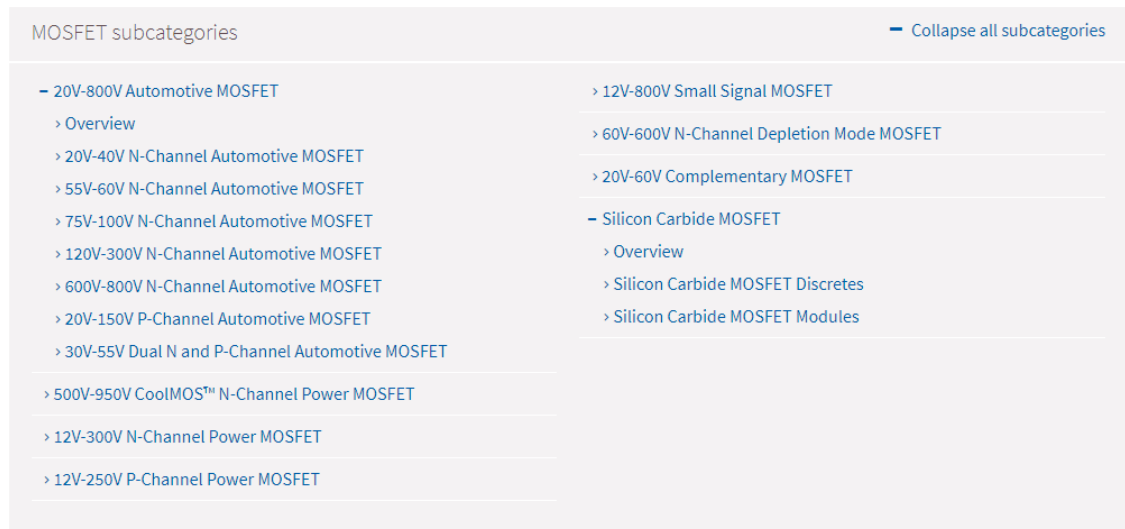 MOSFET subcategories
− Collapse all subcategories
− 20V-800V Automotive MOSFET
› Overview
› 20V-40V N-Channel Automotive MOSFET
› 55V-60V N-Channel Automotive MOSFET
› 75V-100V N-Channel Automotive MOSFET
› 120V-300V N-Channel Automotive MOSFET
› 600V-800V N-Channel Automotive MOSFET
› 20V-150V P-Channel Automotive MOSFET
› 30V-55V Dual N and P-Channel Automotive MOSFET
› 500V-950V CoolMOS™ N-Channel Power MOSFET
› 12V-300V N-Channel Power MOSFET
› 12V-250V P-Channel Power MOSFET
› 12V-800V Small Signal MOSFET
› 60V-600V N-Channel Depletion Mode MOSFET
› 20V-60V Complementary MOSFET
− Silicon Carbide MOSFET
› Overview
› Silicon Carbide MOSFET Discretes
› Silicon Carbide MOSFET Modules